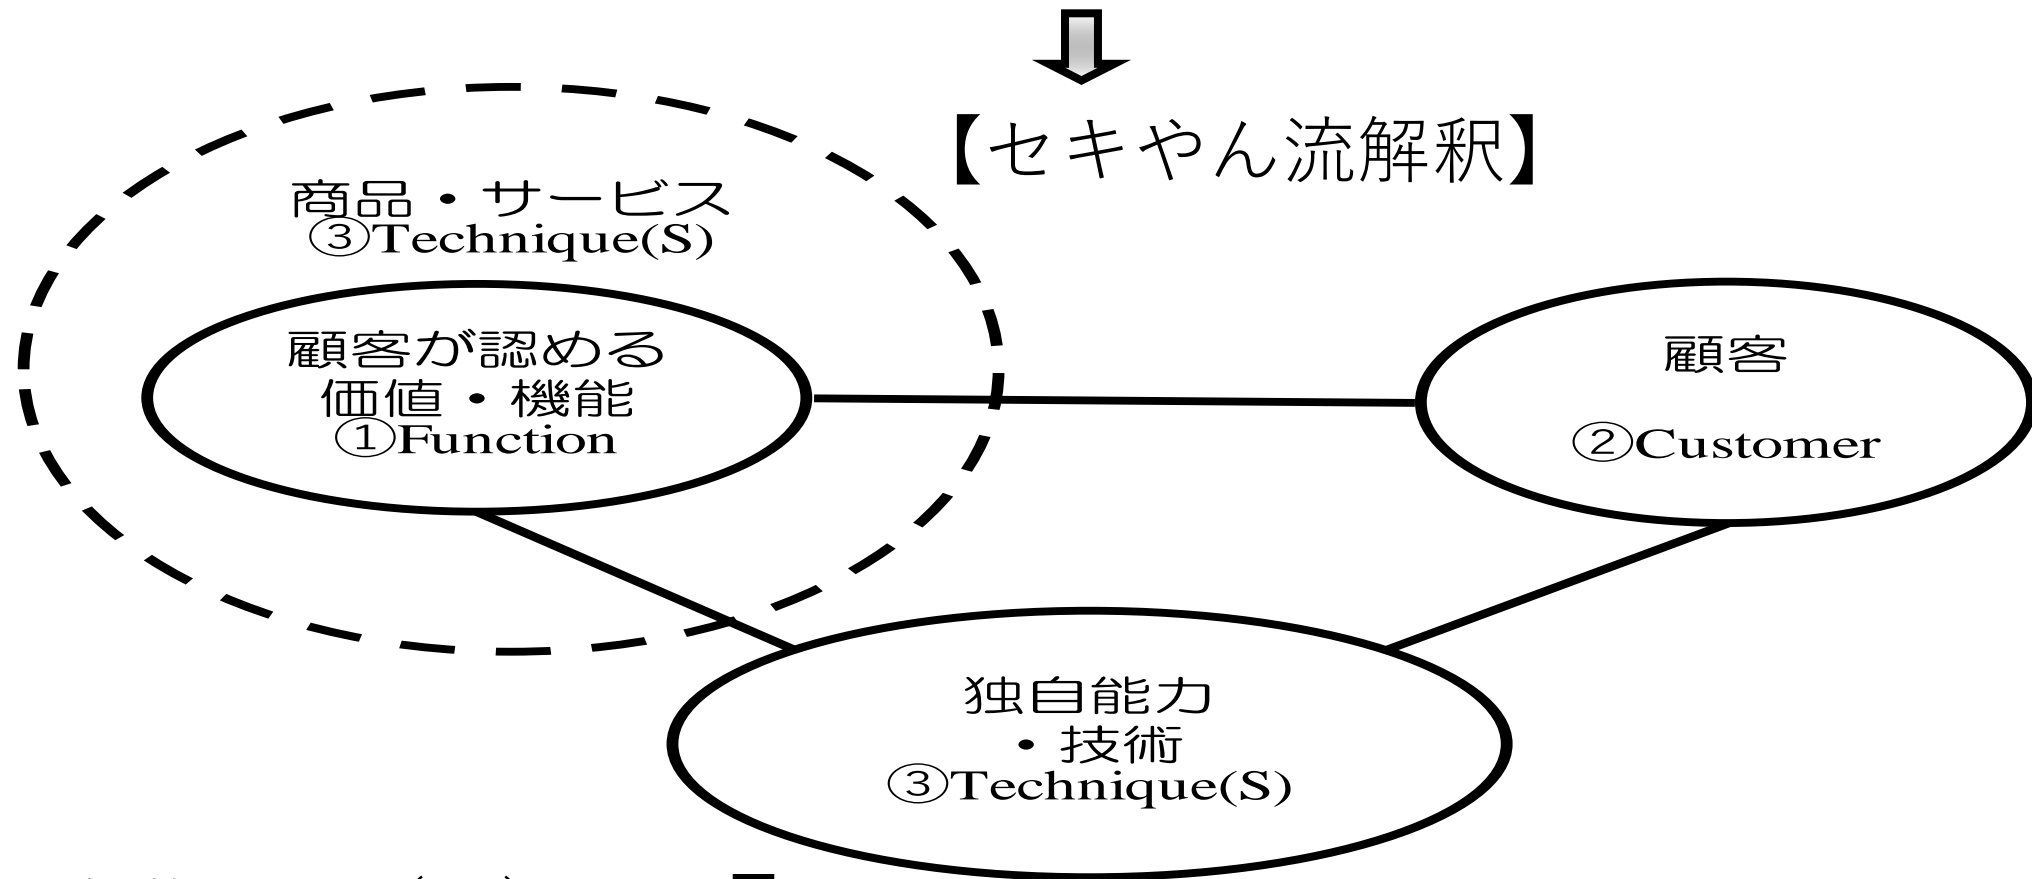 【セキやん流解釈】
商品・サービス
③Technique(S)
顧客が認める
価値・機能
①Function
顧客
②Customer
独自能力
・技術
③Technique(S)